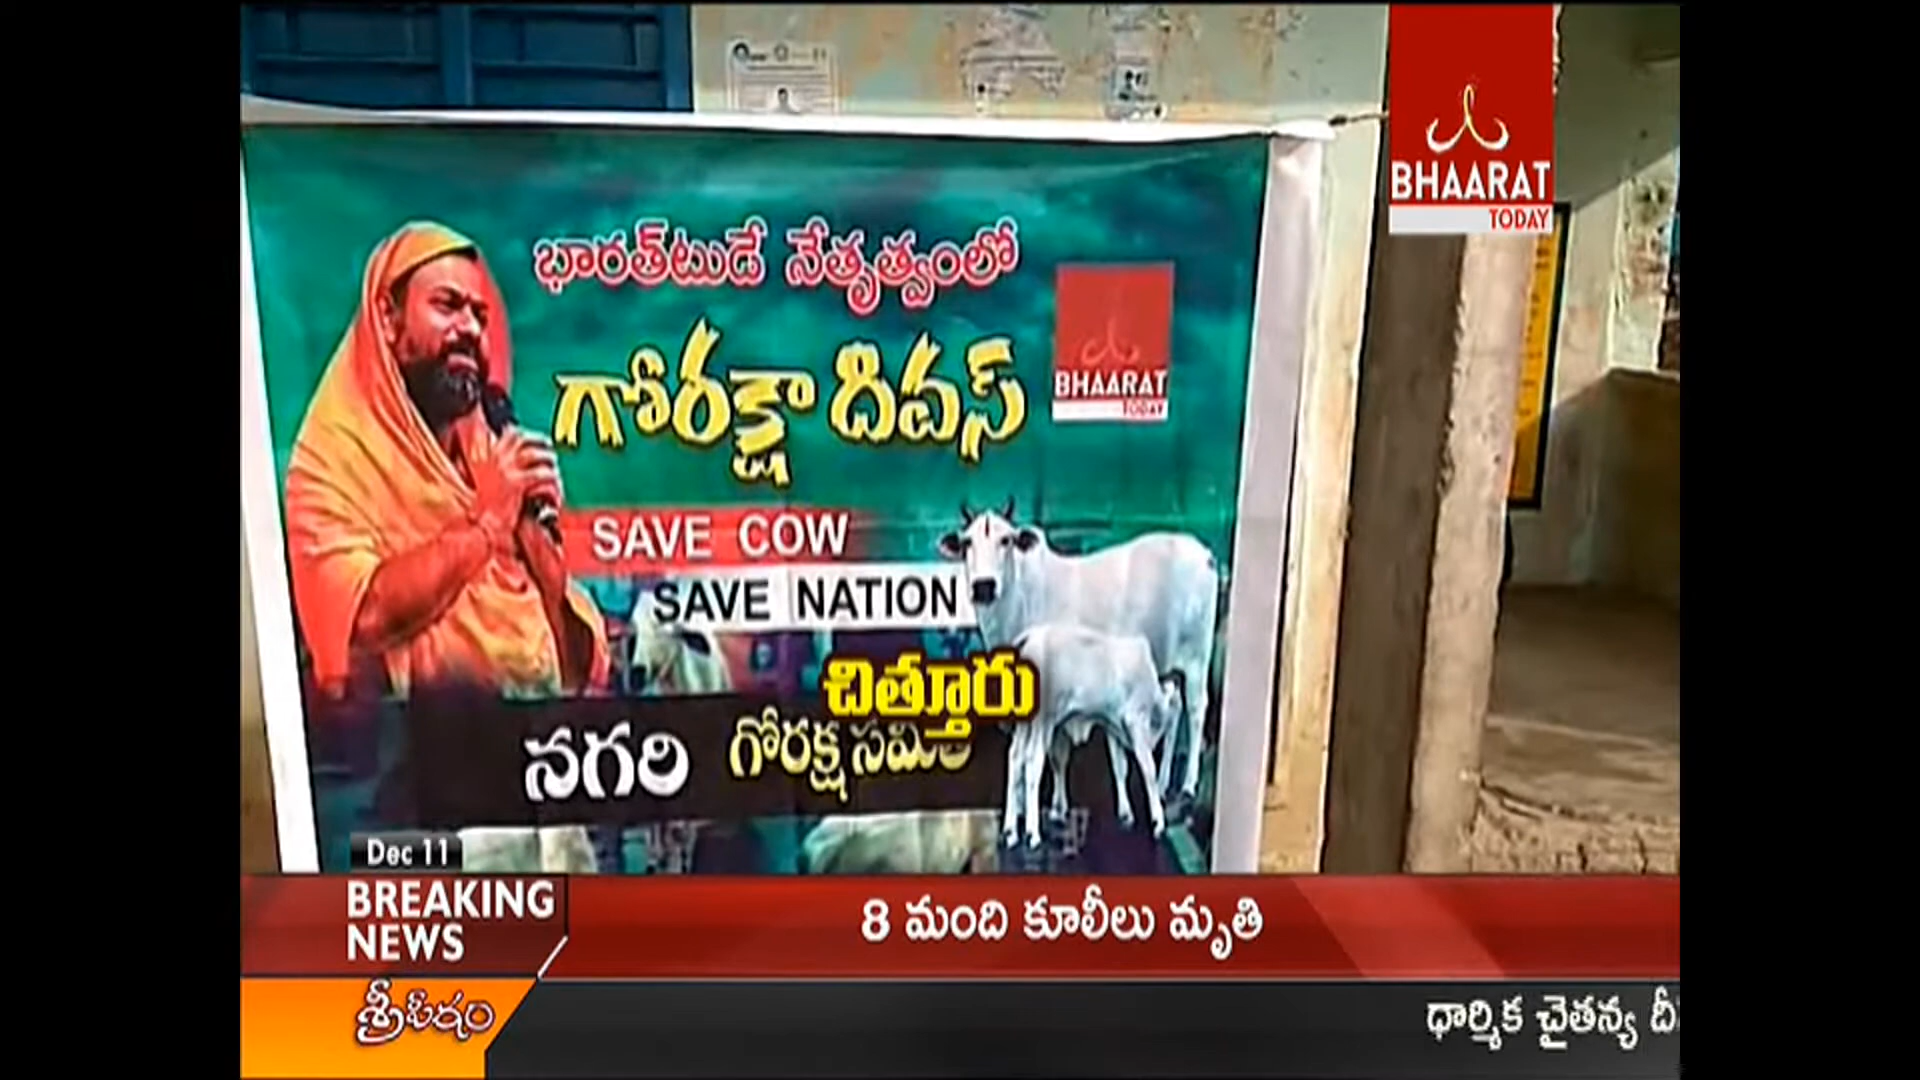 BHAARAT
TODAY
భారత్‌టుడే నేతృత్వంలో
గోరక్షా దివస్
BHAARAT
TODAY
SAVE COW
SAVE NATION
చిత్తూరు
నగరి గోరక్ష సమితి
Dec 11
BREAKING
NEWS
8 మంది కూలీలు మృతి
శ్రీపీఠం
ధార్మిక చైతన్య